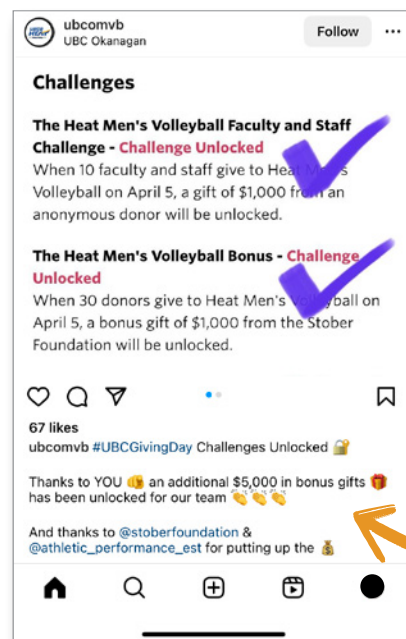 ubcomvb
UBC Okanagan
Follow
Challenges
The Heat Men's Volleyball Faculty and Staff
Challenge - Challenge Unlocked
When 10 faculty and staff give to Heat Men's
Volleyball on April 5, a gift of $1,000 from an
anonymous donor will be unlocked.
The Heat Men's Volleyball Bonus - Challenge
Unlocked
When 30 donors give to Heat Men's Volleyball on
April 5, a bonus gift of $1,000 from the Stober
Foundation will be unlocked.
67 likes
ubcomvb #UBCGivingDay Challenges Unlocked 🔐
Thanks to YOU 🫵 an additional $5,000 in bonus gifts 🎁
has been unlocked for our team 👏👏👏
And thanks to @stoberfoundation &
@athletic_performance_est for putting up the 💰